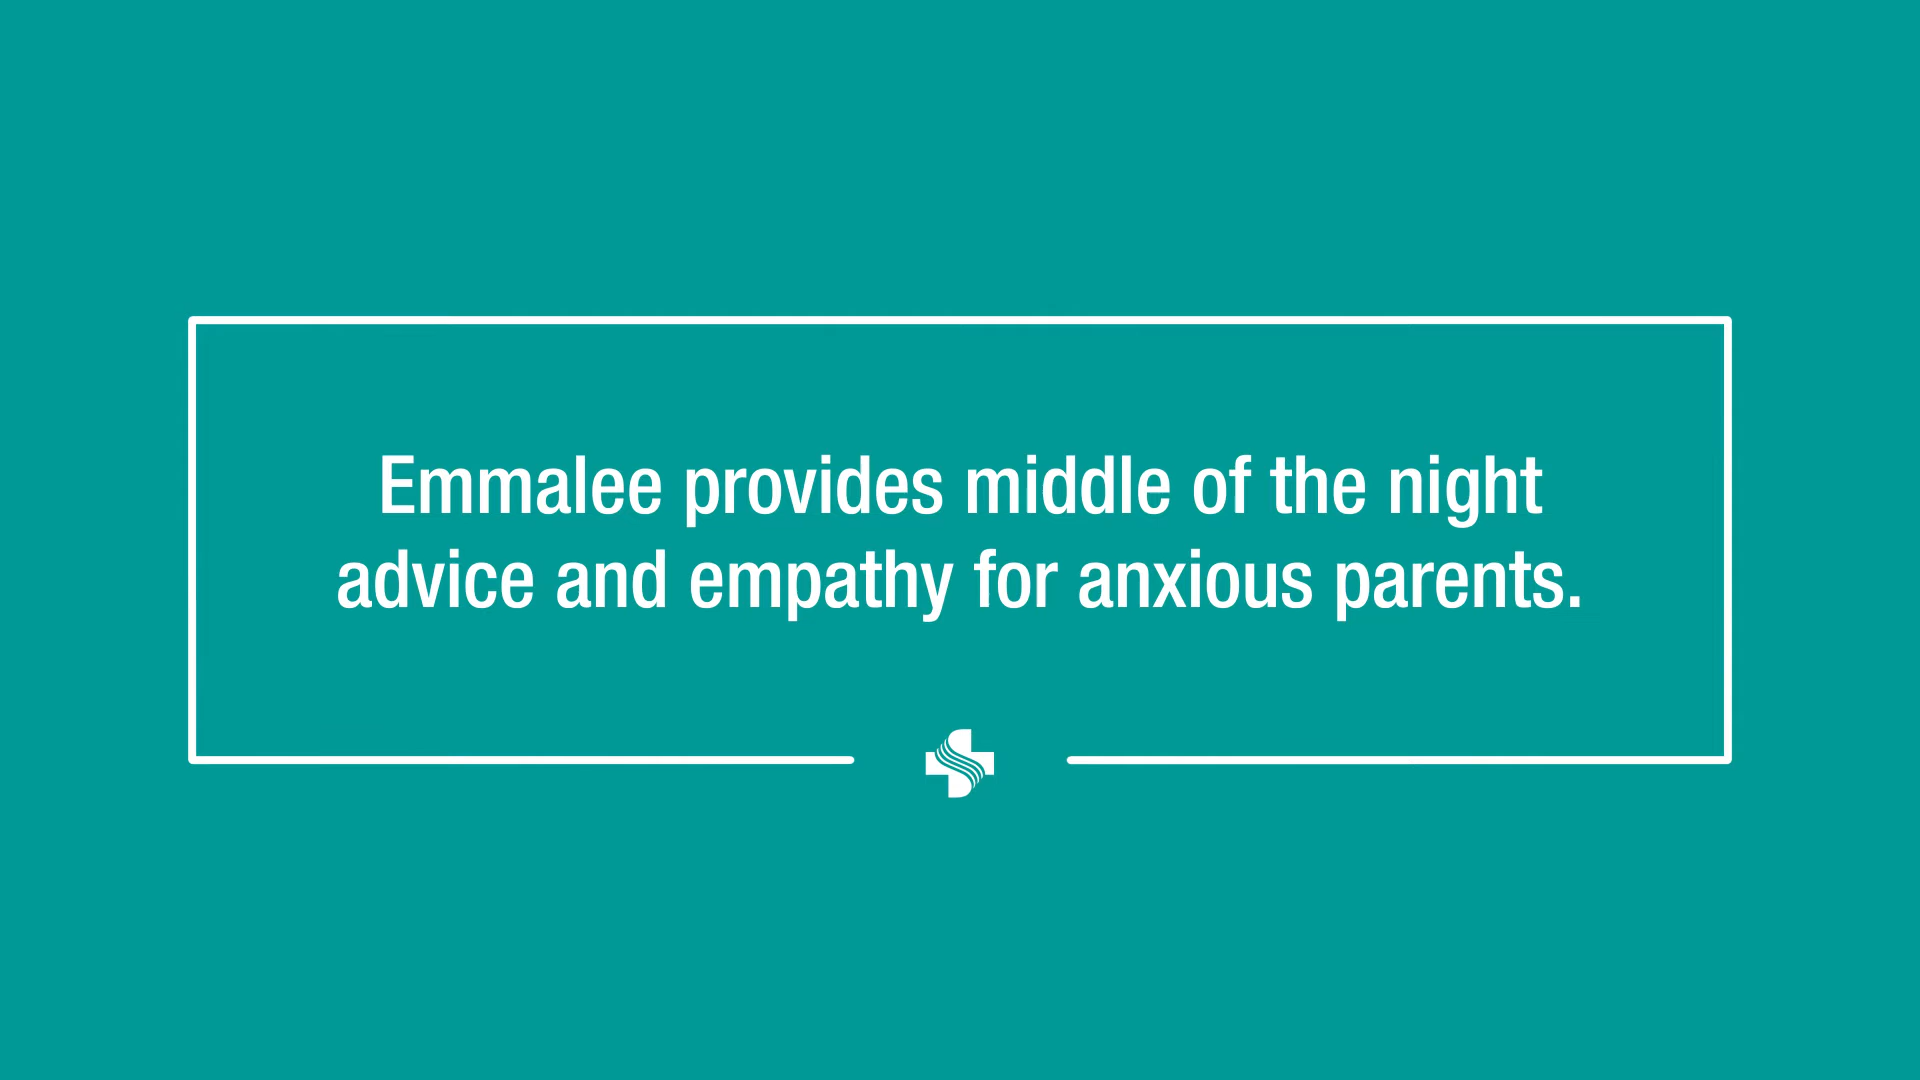 Emmalee provides middle of the night
advice and empathy for anxious parents.